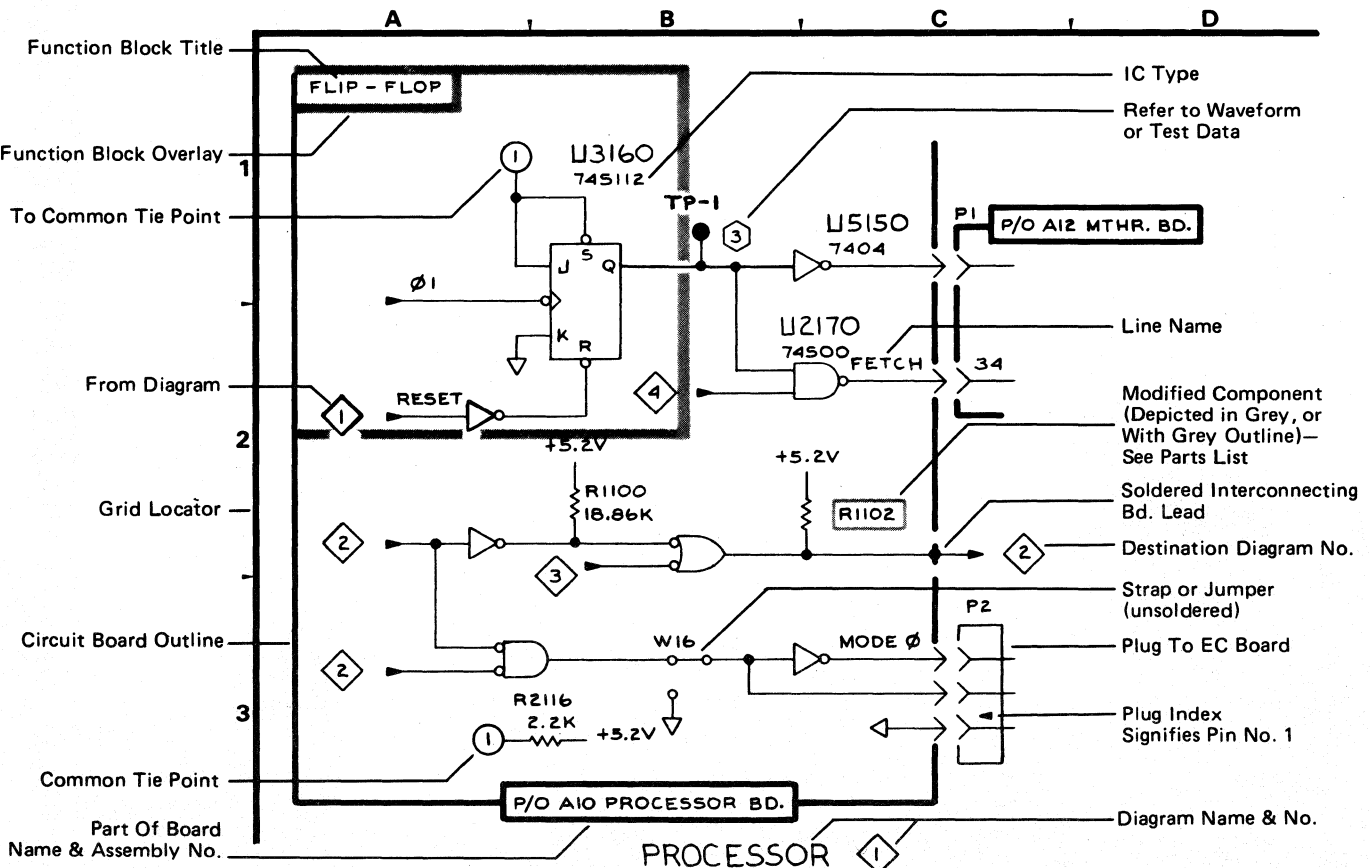 A B C D
Function Block Title
FLIP - FLOP
IC Type
Refer to Waveform
or Test Data
Function Block Overlay
1
1
U3160
74S112
To Common Tie Point
TP-1
3
U5150
7404
P1
P/O A12 MTHR. BD.
S
J
Q
Ø1
K
R
U2170
74S00
FETCH
34
Line Name
From Diagram
1
RESET
4
Modified Component
(Depicted in Grey, or
With Grey Outline)—
See Parts List
2
+5.2V
+5.2V
R1100
18.86K
R1102
Soldered Interconnecting
Bd. Lead
Grid Locator
2
3
2
Destination Diagram No.
Strap or Jumper
(unsoldered)
P2
Circuit Board Outline
2
W16
MODE Ø
Plug To EC Board
3
R2116
2.2K
1
+5.2V
Plug Index
Signifies Pin No. 1
Common Tie Point
P/O A10 PROCESSOR BD.
Part Of Board
Name & Assembly No.
PROCESSOR
1
Diagram Name & No.